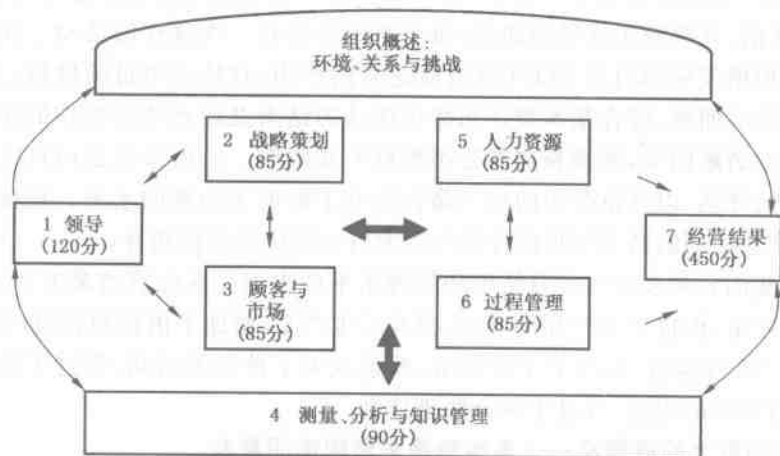 组织概述:
环境、关系与挑战
2 战略策划
(85分)
5 人力资源
(85分)
1 领导
(120分)
7 经营结果
(450分)
3 顾客与
市场
(85分)
6 过程管理
(85分)
4 测量、分析与知识管理
(90分)